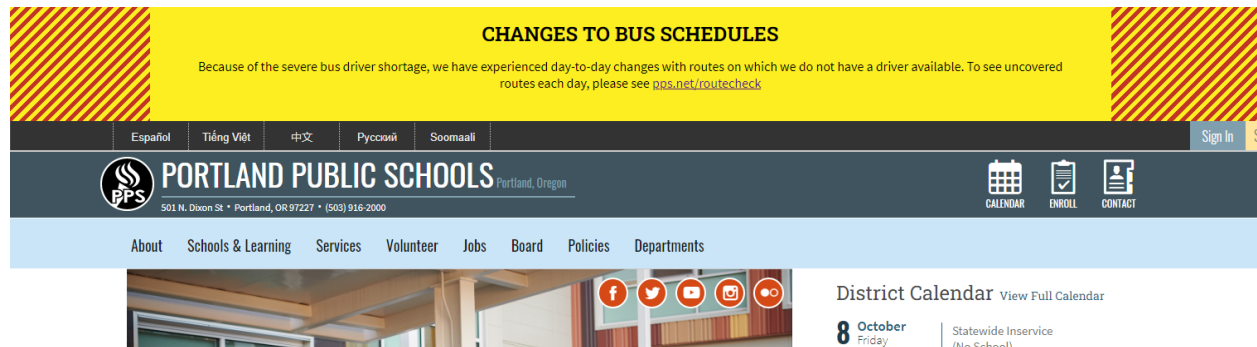 CHANGES TO BUS SCHEDULES
Because of the severe bus driver shortage, we have experienced day-to-day changes with routes on which we do not have a driver available. To see uncovered
routes each day, please see pps.net/routecheck
Español Tiếng Việt 中文 Русский Soomaali Sign In
PPS
PORTLAND PUBLIC SCHOOLS Portland, Oregon
501 N. Dixon St • Portland, OR 97227 • (503) 916-2000
CALENDAR ENROLL CONTACT
About Schools & Learning Services Volunteer Jobs Board Policies Departments
District Calendar View Full Calendar
8 October
Friday
Statewide Inservice
(No School)